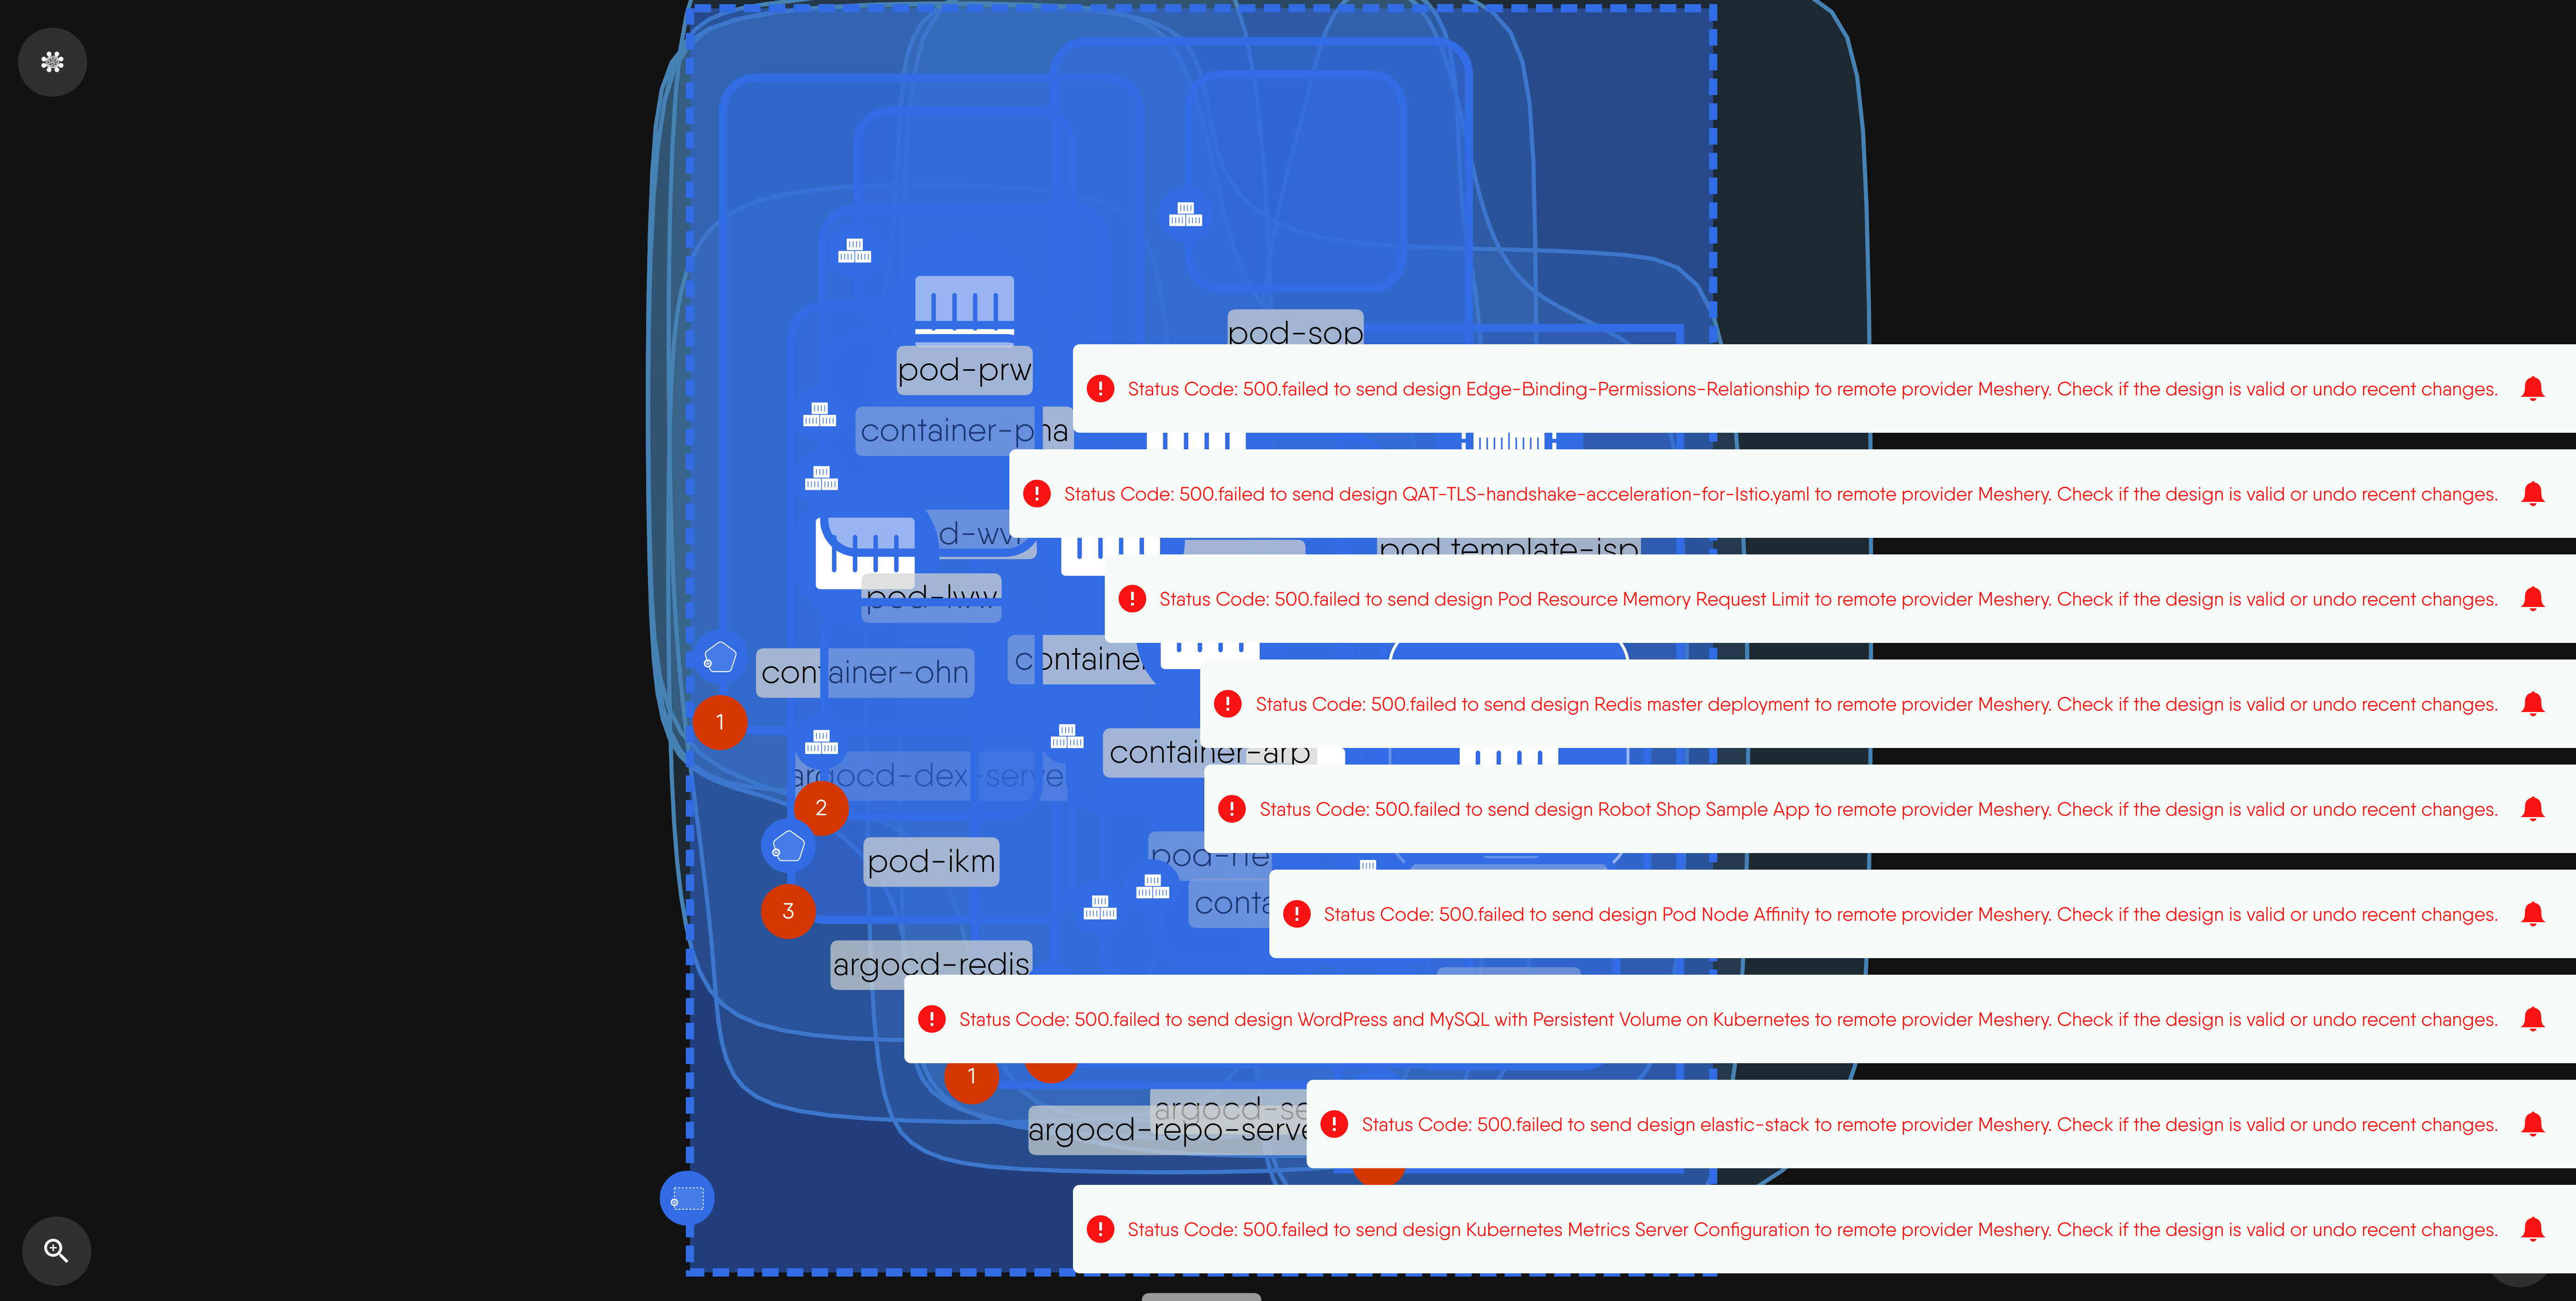 pod-sop
pod-prw
Status Code: 500.failed to send design Edge-Binding-Permissions-Relationship to remote provider Meshery. Check if the design is valid or undo recent changes.
container-pna
Status Code: 500.failed to send design QAT-TLS-handshake-acceleration-for-Istio.yaml to remote provider Meshery. Check if the design is valid or undo recent changes.
pod template-isp
pod-lww
Status Code: 500.failed to send design Pod Resource Memory Request Limit to remote provider Meshery. Check if the design is valid or undo recent changes.
container-ohn
container
Status Code: 500.failed to send design Redis master deployment to remote provider Meshery. Check if the design is valid or undo recent changes.
1
container-arp
argocd-dex-serve
2
Status Code: 500.failed to send design Robot Shop Sample App to remote provider Meshery. Check if the design is valid or undo recent changes.
pod-ikm
3
Status Code: 500.failed to send design Pod Node Affinity to remote provider Meshery. Check if the design is valid or undo recent changes.
argocd-redis
Status Code: 500.failed to send design WordPress and MySQL with Persistent Volume on Kubernetes to remote provider Meshery. Check if the design is valid or undo recent changes.
1
argocd-se
argocd-repo-serve
Status Code: 500.failed to send design elastic-stack to remote provider Meshery. Check if the design is valid or undo recent changes.
Status Code: 500.failed to send design Kubernetes Metrics Server Configuration to remote provider Meshery. Check if the design is valid or undo recent changes.